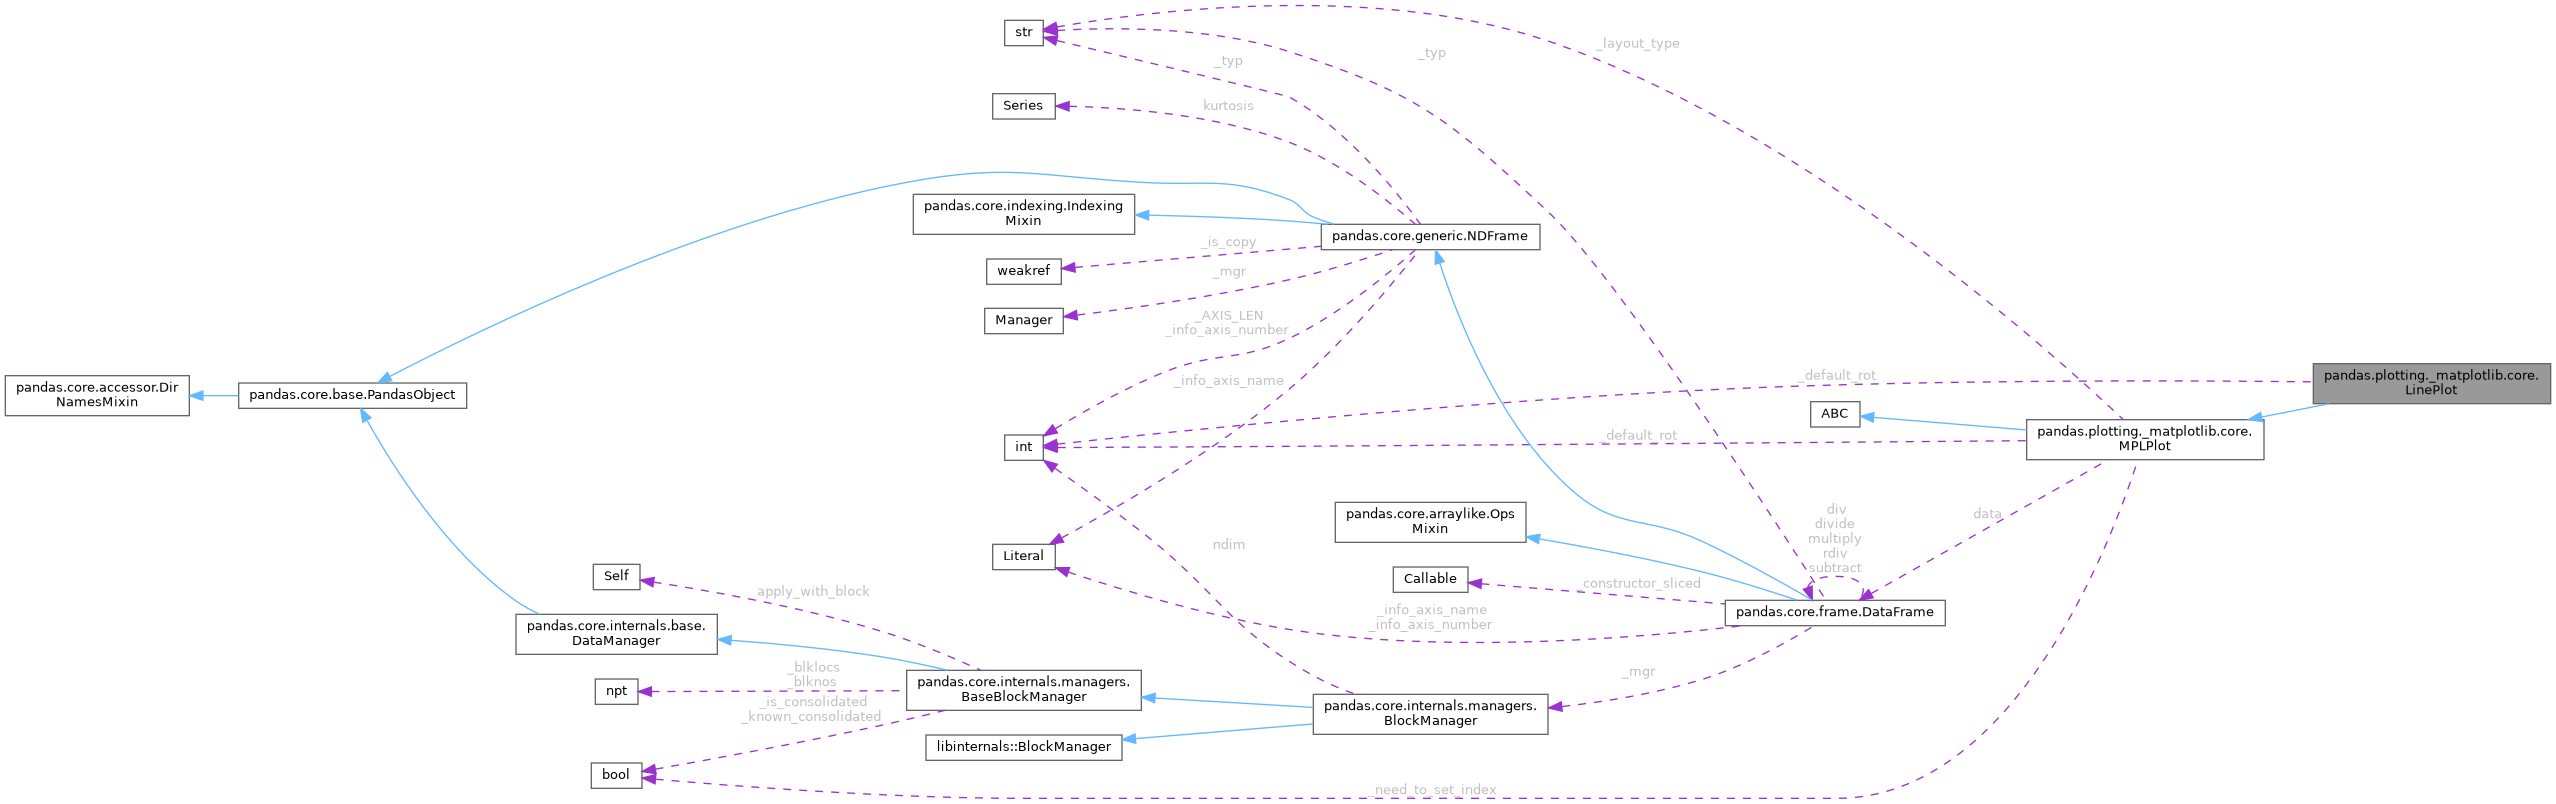 str
_layout_type
_typ
_typ
Series
kurtosis
pandas.core.indexing.Indexing
Mixin
pandas.core.generic.NDFrame
_is_copy
weakref
_mgr
Manager
_AXIS_LEN
_info_axis_number
_info_axis_name
_default_rot
pandas.plotting._matplotlib.core.
LinePlot
pandas.core.accessor.Dir
NamesMixin
pandas.core.base.PandasObject
ABC
pandas.plotting._matplotlib.core.
MPLPlot
_default_rot
int
pandas.core.arraylike.Ops
Mixin
div
divide
multiply
rdiv
subtract
data
ndim
Literal
Self
apply_with_block
Callable
_constructor_sliced
pandas.core.frame.DataFrame
_info_axis_name
_info_axis_number
pandas.core.internals.base.
DataManager
_mgr
_blklocs
_blknos
npt
pandas.core.internals.managers.
BaseBlockManager
_is_consolidated
_known_consolidated
pandas.core.internals.managers.
BlockManager
libinternals::BlockManager
bool
_need_to_set_index